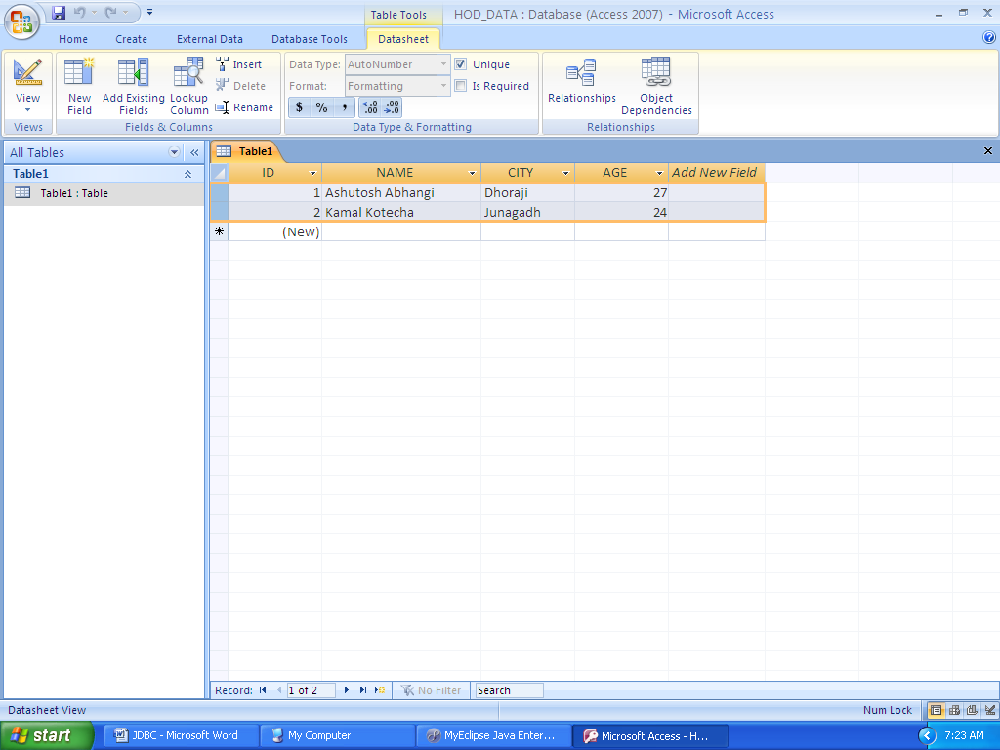 Table Tools HOD_DATA : Database (Access 2007) - Microsoft Access
Home Create External Data Database Tools Datasheet
View
Views
New Field
Add Existing Fields
Lookup Column
Insert
Delete
Rename
Fields & Columns
Data Type: AutoNumber
Format: Formatting
Unique
Is Required
$ % , .00 .00
Data Type & Formatting
Relationships
Object Dependencies
Relationships
All Tables «
Table1
Table1 : Table
Table1
ID NAME CITY AGE Add New Field
1 Ashutosh Abhangi Dhoraji 27
2 Kamal Kotecha Junagadh 24
(New)
Record: 1 of 2 No Filter Search
Datasheet View Num Lock
start JDBC - Microsoft Word My Computer MyEclipse Java Enter... Microsoft Access - H... 7:23 AM